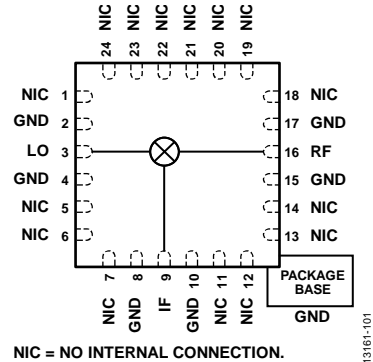 NIC NIC NIC NIC NIC NIC
24 23 22 21 20 19
NIC 1
GND 2
LO 3
GND 4
NIC 5
NIC 6
18 NIC
17 GND
16 RF
15 GND
14 NIC
13 NIC
7 8 9 10 11 12
NIC GND IF GND NIC NIC
PACKAGE
BASE
GND
NIC = NO INTERNAL CONNECTION.
13161-101